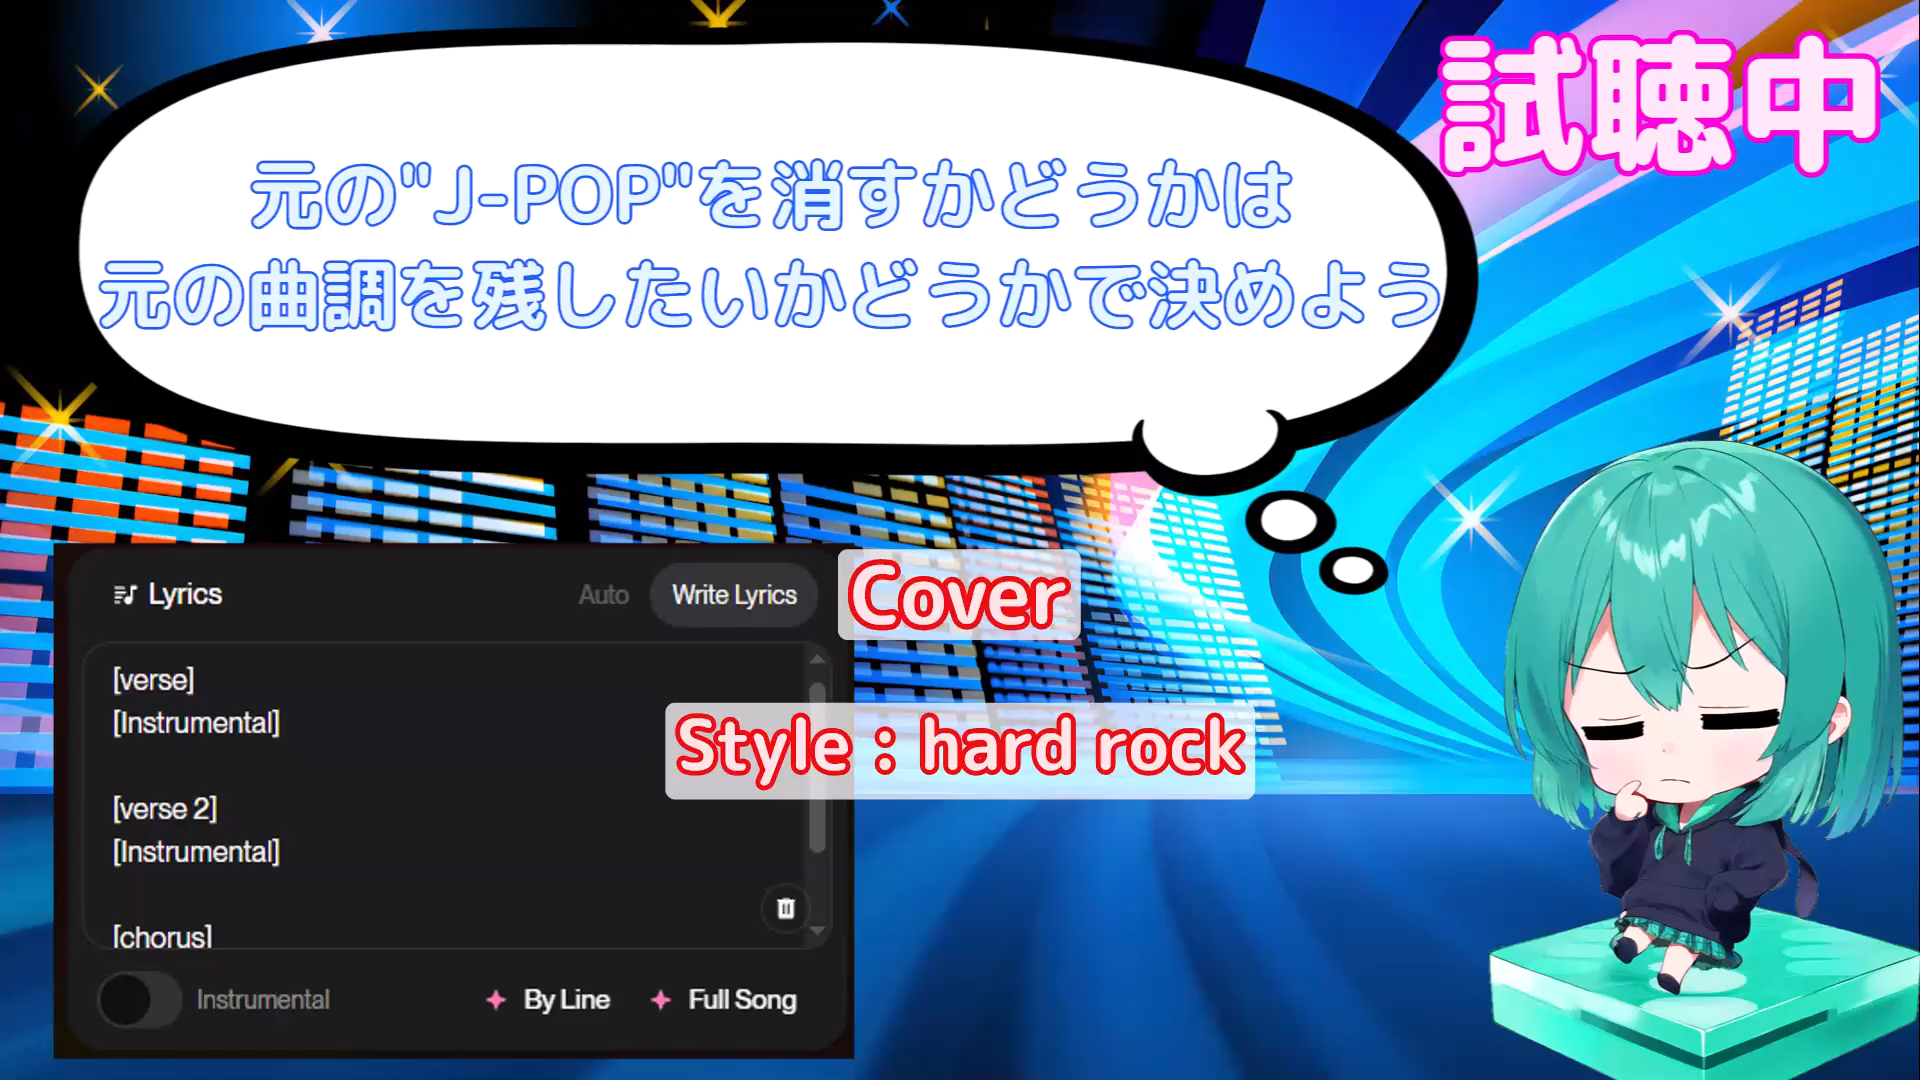 試聴中
元の"J-POP"を消すかどうかは
元の曲調を残したいかどうかで決めよう
Lyrics
Auto
Write Lyrics
Cover
[verse]
[Instrumental]
Style：hard rock
[verse 2]
[Instrumental]
[chorus]
Instrumental
By Line
Full Song